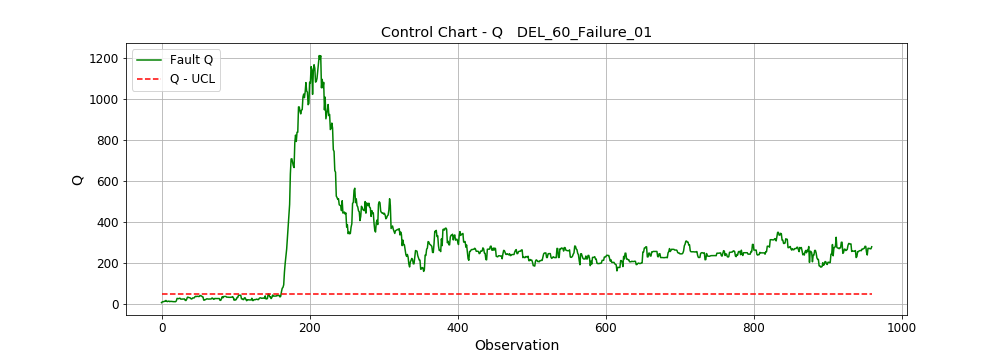 Control Chart - Q   DEL_60_Failure_01
Fault Q
Q - UCL
1200
1000
800
600
400
200
0
Q
0 200 400 600 800 1000
Observation